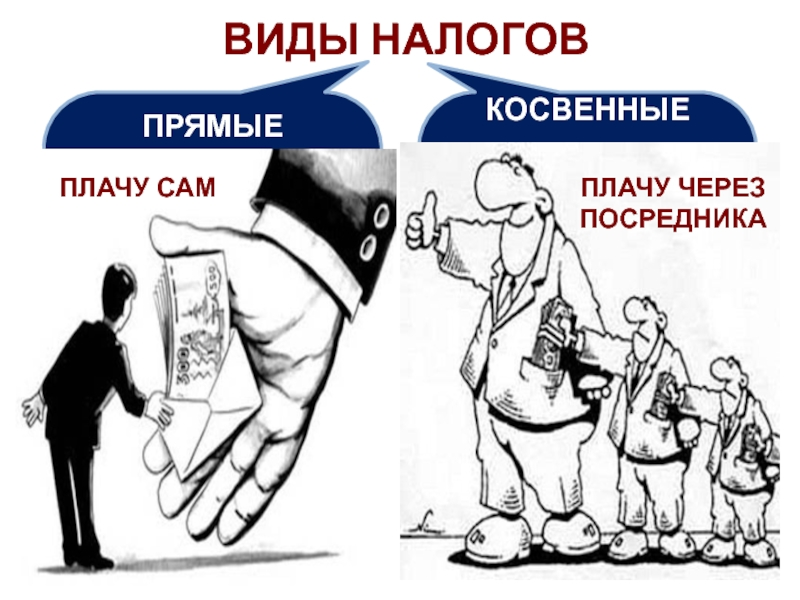 ВИДЫ НАЛОГОВ
ПРЯМЫЕ
КОСВЕННЫЕ
ПЛАЧУ САМ
ПЛАЧУ ЧЕРЕЗ
ПОСРЕДНИКА